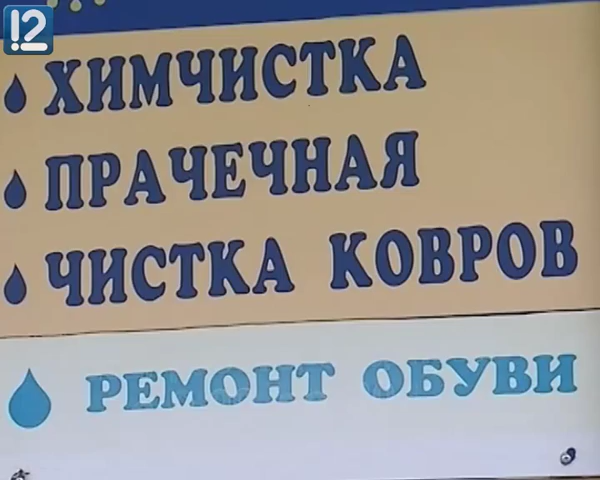 12
ХИМЧИСТКА
ПРАЧЕЧНАЯ
ЧИСТКА КОВРОВ
РЕМОНТ ОБУВИ